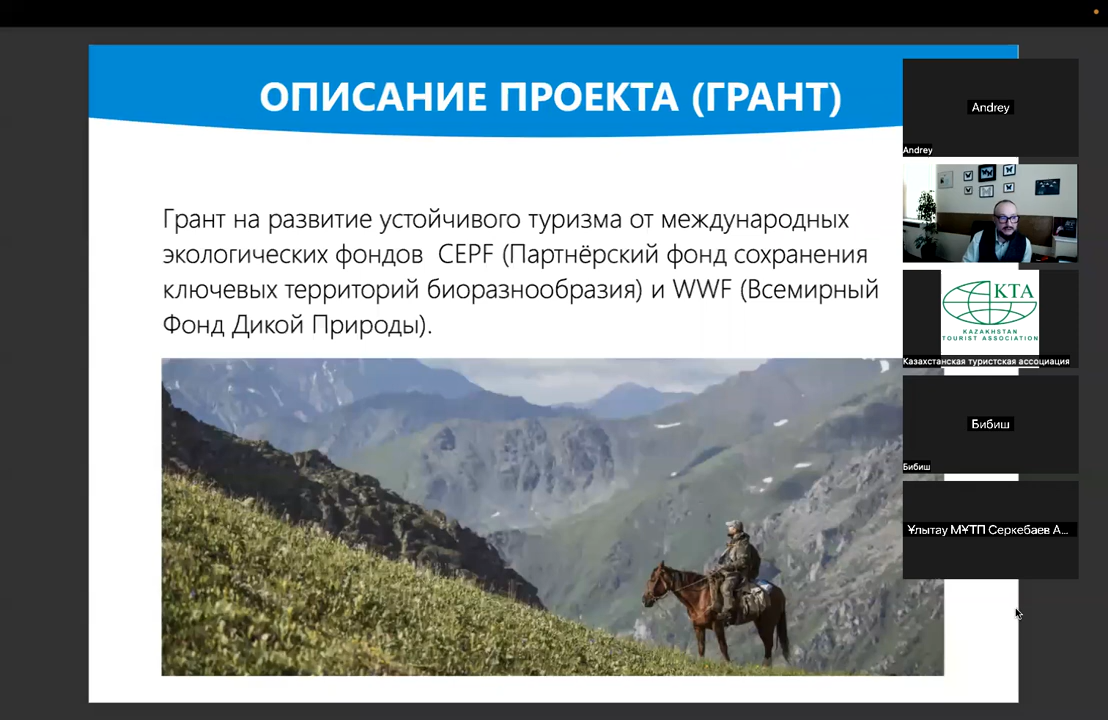 ОПИСАНИЕ ПРОЕКТА (ГРАНТ)
Грант на развитие устойчивого туризма от международных
экологических фондов CEPF (Партнёрский фонд сохранения
ключевых территорий биоразнообразия) и WWF (Всемирный
Фонд Дикой Природы).
Andrey
Andrey
KTA
KAZAKHSTAN
TOURIST ASSOCIATION
Казахстанская туристская ассоциация
Бибиш
Бибиш
Ұлытау МҰТП Серкебаев А...